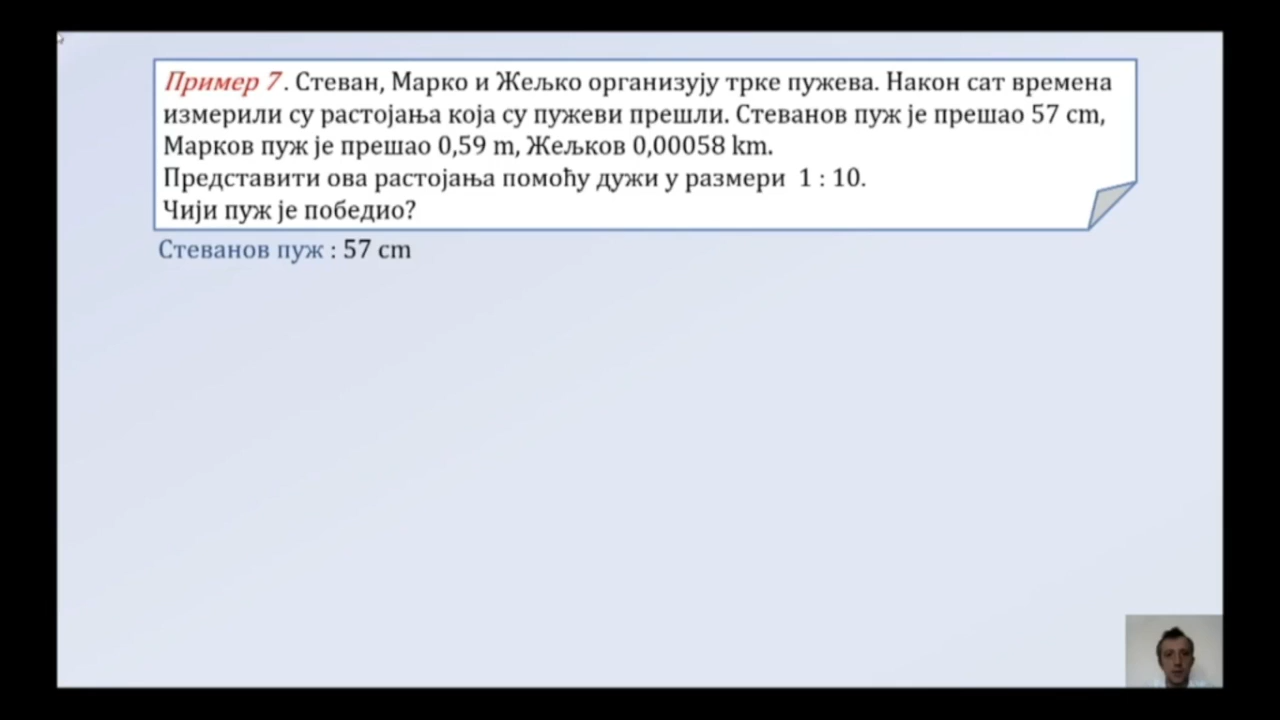 Пример 7. Стеван, Марко и Жељко организују трке пужева. Након сат времена
измерили су растојања која су пужеви прешли. Стеванов пуж је прешао 57 cm,
Марков пуж је прешао 0,59 m, Жељков 0,00058 km.
Представити ова растојања помоћу дужи у размери 1 : 10.
Чији пуж је победио?
Стеванов пуж : 57 cm